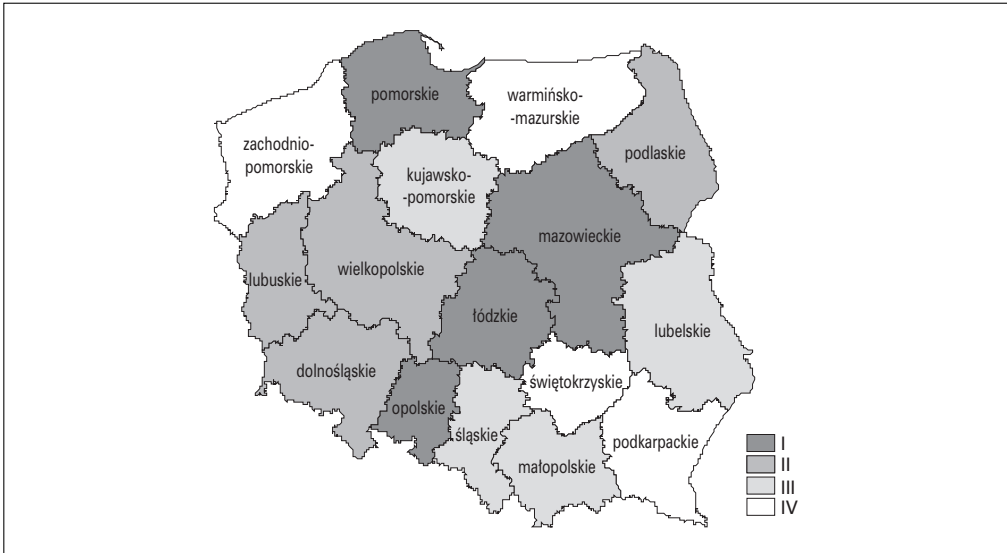 pomorskie
warmińsko-
-mazurskie
zachodnio-
pomorskie
podlaskie
kujawsko-
-pomorskie
mazowieckie
wielkopolskie
lubuskie
łódzkie
lubelskie
dolnośląskie
świętokrzyskie
opolskie
śląskie
podkarpackie
małopolskie
I
II
III
IV